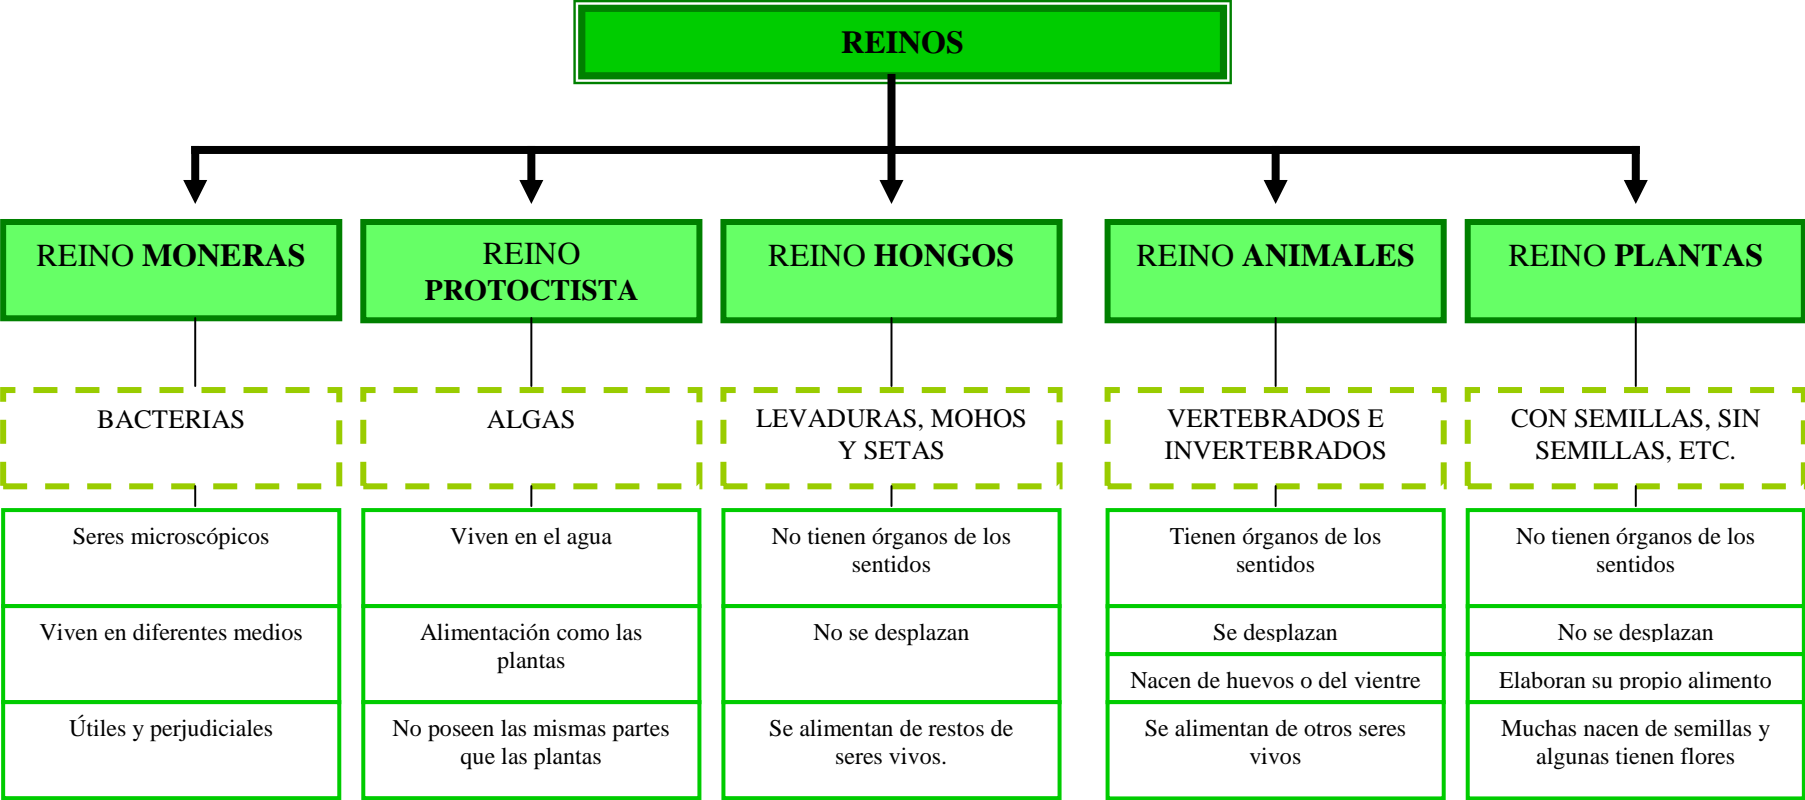 REINOS
REINO MONERAS
REINO
PROTOCTISTA
REINO HONGOS
REINO ANIMALES
REINO PLANTAS
BACTERIAS
ALGAS
LEVADURAS, MOHOS
Y SETAS
VERTEBRADOS E
INVERTEBRADOS
CON SEMILLAS, SIN
SEMILLAS, ETC.
Seres microscópicos
Viven en el agua
No tienen órganos de los
sentidos
Tienen órganos de los
sentidos
No tienen órganos de los
sentidos
Viven en diferentes medios
Alimentación como las
plantas
No se desplazan
Se desplazan
No se desplazan
Nacen de huevos o del vientre
Elaboran su propio alimento
Útiles y perjudiciales
No poseen las mismas partes
que las plantas
Se alimentan de restos de
seres vivos.
Se alimentan de otros seres
vivos
Muchas nacen de semillas y
algunas tienen flores